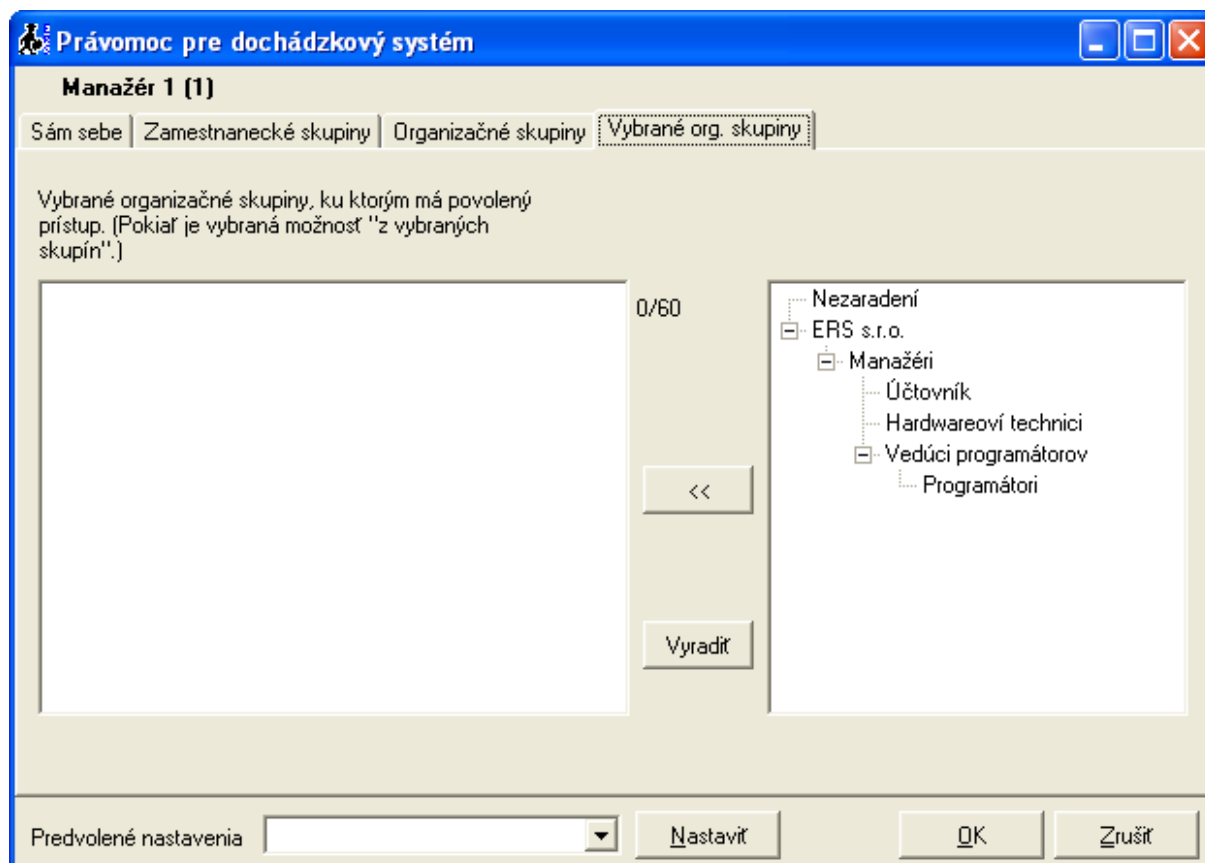 Právomoc pre dochádzkový systém
Manažér 1 (1)
Sám sebe Zamestnanecké skupiny Organizačné skupiny Vybrané org. skupiny
Vybrané organizačné skupiny, ku ktorým má povolený
prístup. (Pokiaľ je vybraná možnosť "z vybraných
skupín".)
0/60
Nezaradení
ERS s.r.o.
Manažéri
Účtovník
Hardwareoví technici
Vedúci programátorov
Programátori
<<
Vyradiť
Predvolené nastavenia Nastaviť OK Zrušiť